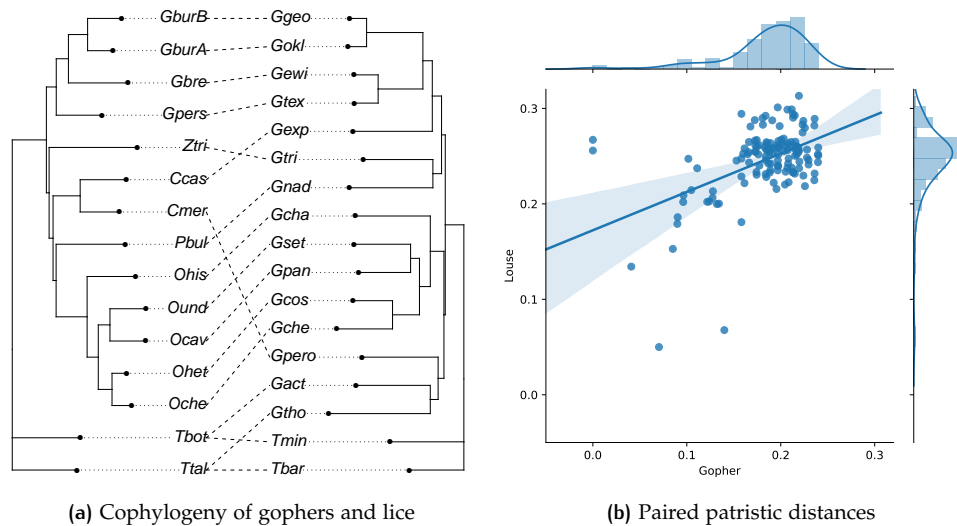 GburB
GburA
Gbre
Gpers
Ztri
Ccas
Cmer
Pbul
Ohis
Ound
Ocav
Ohet
Oche
Tbot
Ttal
Ggeo
Gokl
Gewi
Gtex
Gexp
Gtri
Gnad
Gcha
Gset
Gpan
Gcos
Gche
Gpero
Gact
Gtho
Tmin
Tbar
(a) Cophylogeny of gophers and lice
0.3
0.2
0.1
0.0
Louse
0.0 0.1 0.2 0.3
Gopher
(b) Paired patristic distances